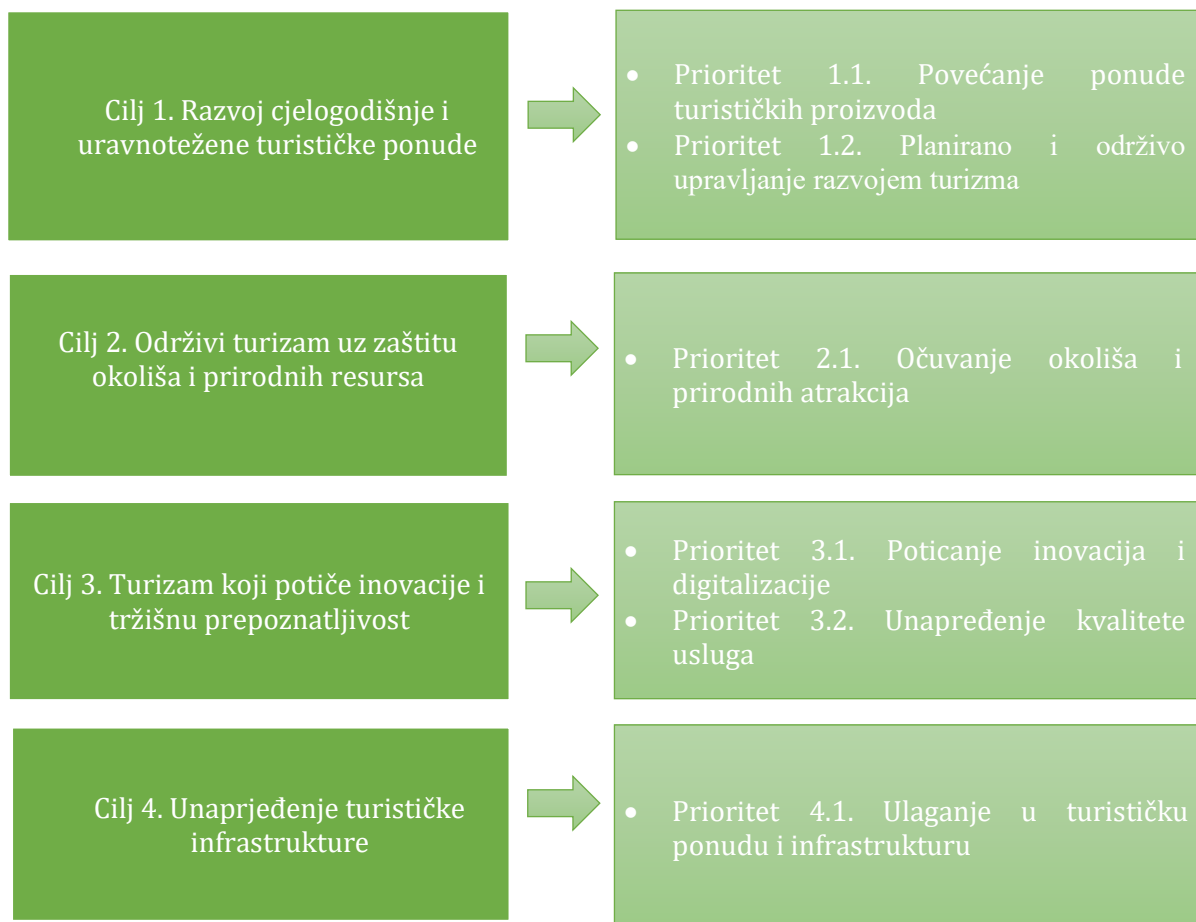 Cilj 1. Razvoj cjelogodišnje i
uravnotežene turističke ponude
• Prioritet 1.1. Povećanje ponude
turističkih proizvoda
• Prioritet 1.2. Planirano i održivo
upravljanje razvojem turizma
Cilj 2. Održivi turizam uz zaštitu
okoliša i prirodnih resursa
• Prioritet 2.1. Očuvanje okoliša i
prirodnih atrakcija
Cilj 3. Turizam koji potiče inovacije i
tržišnu prepoznatljivost
• Prioritet 3.1. Poticanje inovacija i
digitalizacije
• Prioritet 3.2. Unapređenje kvalitete
usluga
Cilj 4. Unaprjeđenje turističke
infrastrukture
• Prioritet 4.1. Ulaganje u turističku
ponudu i infrastrukturu